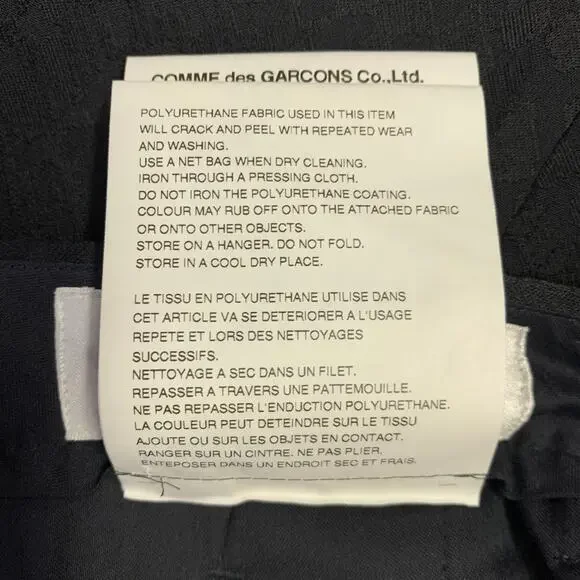 COMME des GARCONS Co.,Ltd.
POLYURETHANE FABRIC USED IN THIS ITEM
WILL CRACK AND PEEL WITH REPEATED WEAR
AND WASHING.
USE A NET BAG WHEN DRY CLEANING.
IRON THROUGH A PRESSING CLOTH.
DO NOT IRON THE POLYURETHANE COATING.
COLOUR MAY RUB OFF ONTO THE ATTACHED FABRIC
OR ONTO OTHER OBJECTS.
STORE ON A HANGER. DO NOT FOLD.
STORE IN A COOL DRY PLACE.
LE TISSU EN POLYURETHANE UTILISE DANS
CET ARTICLE VA SE DETERIORER A L'USAGE
REPETE ET LORS DES NETTOYAGES
SUCCESSIFS.
NETTOYAGE A SEC DANS UN FILET.
REPASSER A TRAVERS UNE PATTEMOUILLE.
NE PAS REPASSER L'ENDUCTION POLYURETHANE.
LA COULEUR PEUT DETEINDRE SUR LE TISSU
AJOUTE OU SUR LES OBJETS EN CONTACT.
RANGER SUR UN CINTRE. NE PAS PLIER.
ENTEPOSER DANS UN ENDROIT SEC ET FRAIS.